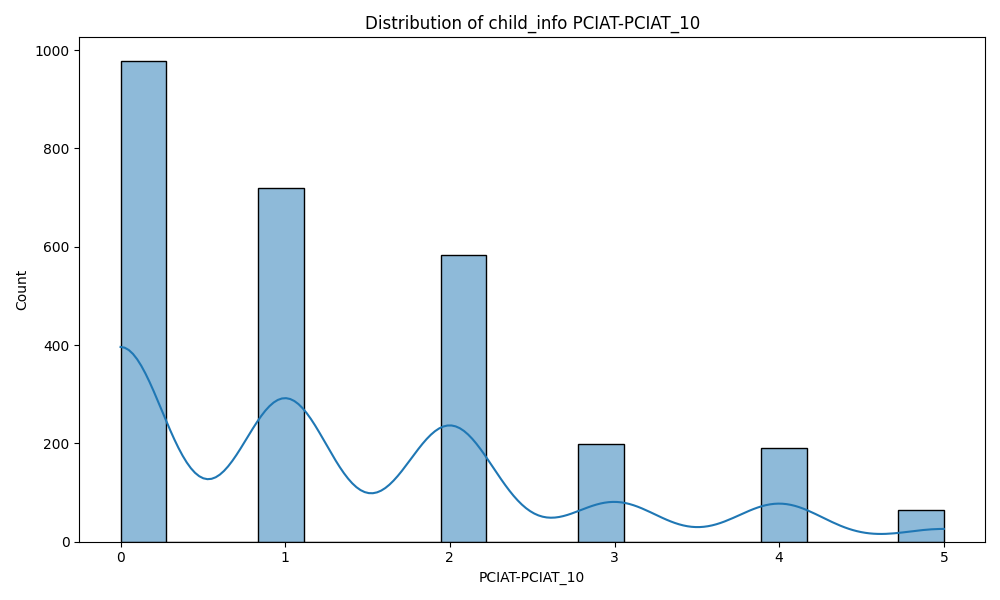 Distribution of child_info PCIAT-PCIAT_10
Count
1000
800
600
400
200
0
0 1 2 3 4 5
PCIAT-PCIAT_10